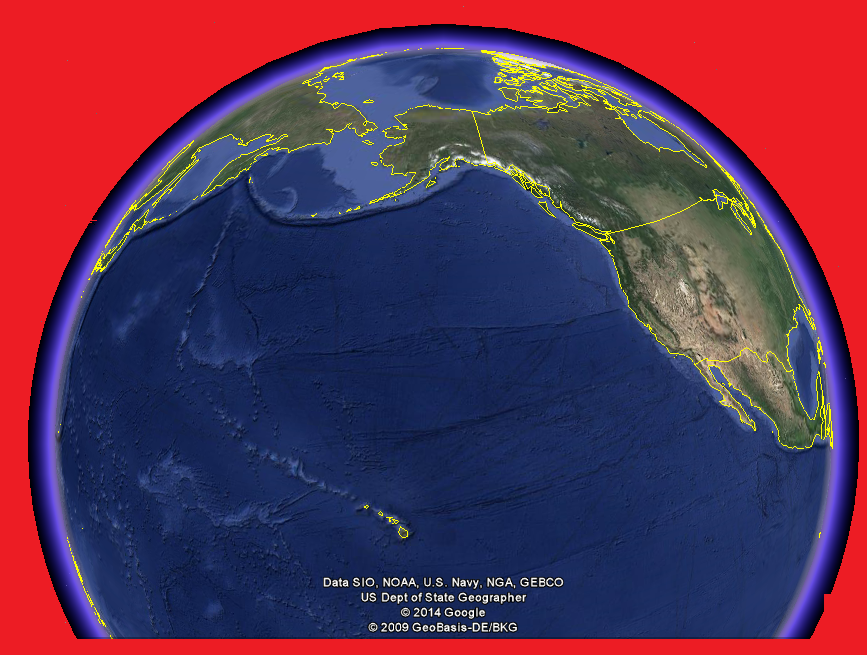 Data SIO, NOAA, U.S. Navy, NGA, GEBCO
US Dept of State Geographer
© 2014 Google
© 2009 GeoBasis-DE/BKG